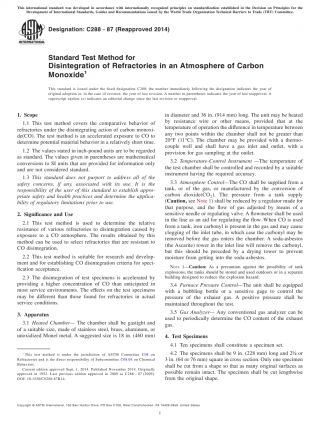 This international standard was developed in accordance with internationally recognized principles on standardization established in the Decision on Principles for the
Development of International Standards, Guides and Recommendations issued by the World Trade Organization Technical Barriers to Trade (TBT) Committee.
Designation: C288 − 87 (Reapproved 2014)
INTERNATIONAL
Standard Test Method for
Disintegration of Refractories in an Atmosphere of Carbon
Monoxide1
This standard is issued under the fixed designation C288; the number immediately following the designation indicates the year of
original adoption or, in the case of revision, the year of last revision. A number in parentheses indicates the year of last reapproval. A
superscript epsilon (ε) indicates an editorial change since the last revision or reapproval.
1. Scope
1.1 This test method covers the comparative behavior of
refractories under the disintegrating action of carbon monox-
ide(CO). The test method is an accelerated exposure to CO to
determine potential material behavior in a relatively short time.
1.2 The values stated in inch-pound units are to be regarded
as standard. The values given in parentheses are mathematical
conversions to SI units that are provided for information only
and are not considered standard.
1.3 This standard does not purport to address all of the
safety concerns, if any, associated with its use. It is the
responsibility of the user of this standard to establish appro-
priate safety and health practices and determine the applica-
bility of regulatory limitations prior to use.
2. Significance and Use
2.1 This test method is used to determine the relative
resistance of various refractories to disintegration caused by
exposure to a CO atmosphere. The results obtained by this
method can be used to select refractories that are resistant to
CO disintegration.
2.2 This test method is suitable for research and develop-
ment and for establishing CO disintegration criteria for speci-
fication acceptance.
2.3 The disintegration of test specimens is accelerated by
providing a higher concentration of CO than anticipated in
most service environments. The effects on the test specimens
may be different than those found for refractories in actual
service conditions.
3. Apparatus
3.1 Heated Chamber— The chamber shall be gastight and
of a suitable size, made of stainless steel, brass, aluminum, or
unoxidized Monel metal. A suggested size is 18 in. (460 mm)
1 This test method is under the jurisdiction of ASTM Committee C08 on
Refractories and is the direct responsibility of Subcommittee C08.04 on Chemical
Behaviors.
Current edition approved Sept. 1, 2014. Published November 2014. Originally
approved in 1952. Last previous edition approved in 2009 as C288 – 87 (2009).
DOI: 10.1520/C0288-87R14.
in diameter and 36 in. (914 mm) long. The unit may be heated
by resistance wire or other means, provided that at the
temperature of operation the difference in temperature between
any two points within the chamber shall not be greater than
20°F (11°C). The chamber may be provided with a thermo-
couple well and shall have a gas inlet and outlet, with a
provision for gas sampling at the outlet.
3.2 Temperature-Control Instrument —The temperature of
the test chamber shall be controlled and recorded by a suitable
instrument having the required accuracy.
3.3 Atmosphere Control—The CO shall be supplied from a
tank, or of the gas, or manufactured by the conversion of
carbon dioxide(CO2). The pressure from a tank supply
(Caution, see Note 1) shall be reduced by a regulator made for
that purpose, and the flow of gas adjusted by means of a
sensitive needle or regulating valve. A flowmeter shall be used
in the line as an aid for regulating the flow. When CO is used
from a tank, iron carbonyl is present in the gas and may cause
clogging of the inlet tube, in which case the carbonyl may be
removed before the gas enters the chamber. A soda-asbestos
(the Ascarite) tower in the inlet line will remove the carbonyl,
but this should be preceded by a drying tower to prevent
moisture from getting into the soda-asbestos.
NOTE 1—Caution: As a precaution against the possibility of tank
explosions, the tanks should be stored and used outdoors or in a separate
building designed to reduce the explosion hazard.
3.4 Furnace Pressure Control—The unit shall be equipped
with a bubbling bottle or a sensitive gage to control the
pressure of the exhaust gas. A positive pressure shall be
maintained throughout the test.
3.5 Gas Analyzer— Any conventional gas analyzer can be
used to periodically determine the CO content of the exhaust
gas.
4. Test Specimens
4.1 Ten specimens shall constitute a specimen set.
4.2 The specimens shall be 9 in. (228 mm) long and 2½ or
3 in. (64 or 76 mm) square in cross section. Only one specimen
shall be cut from a shape so that as many original surfaces as
possible remain intact. The specimen shall be cut lengthwise
from the original shape.
Copyright © ASTM International, 100 Barr Harbor Drive, PO Box C700, West Conshohocken, PA 19428-2959. United States
1